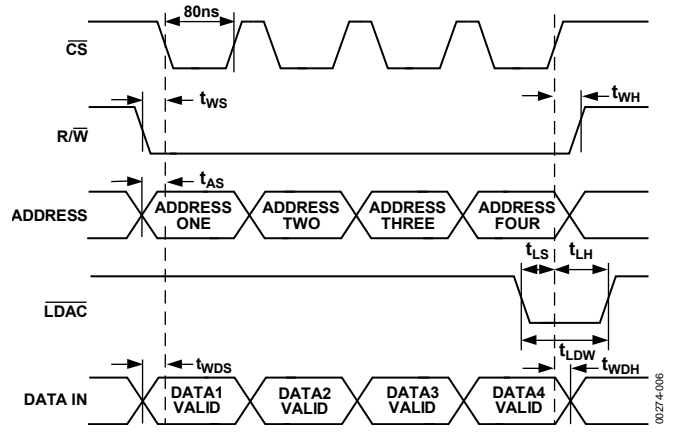 80ns
CS
tWS
tWH
R/W
tAS
ADDRESS
ADDRESS ONE
ADDRESS TWO
ADDRESS THREE
ADDRESS FOUR
tLS
tLH
LDAC
tLDW
tWDS
tWDH
DATA IN
DATA1 VALID
DATA2 VALID
DATA3 VALID
DATA4 VALID
00274-006